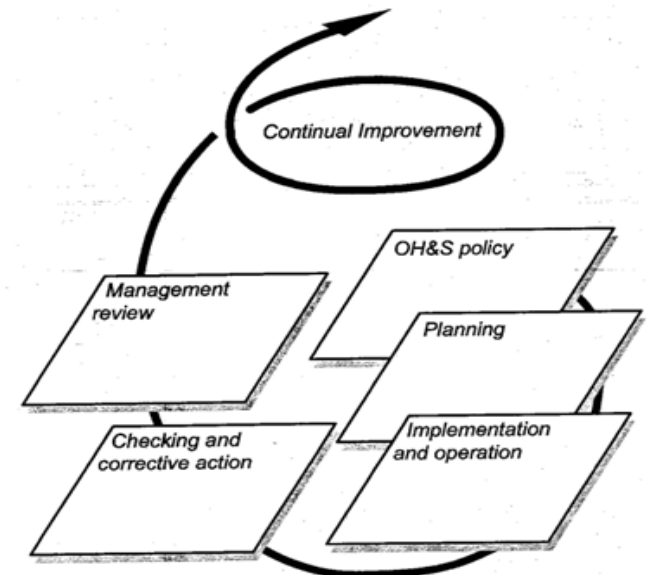 Continual Improvement
OH&S policy
Management
review
Planning
Checking and
corrective action
Implementation
and operation